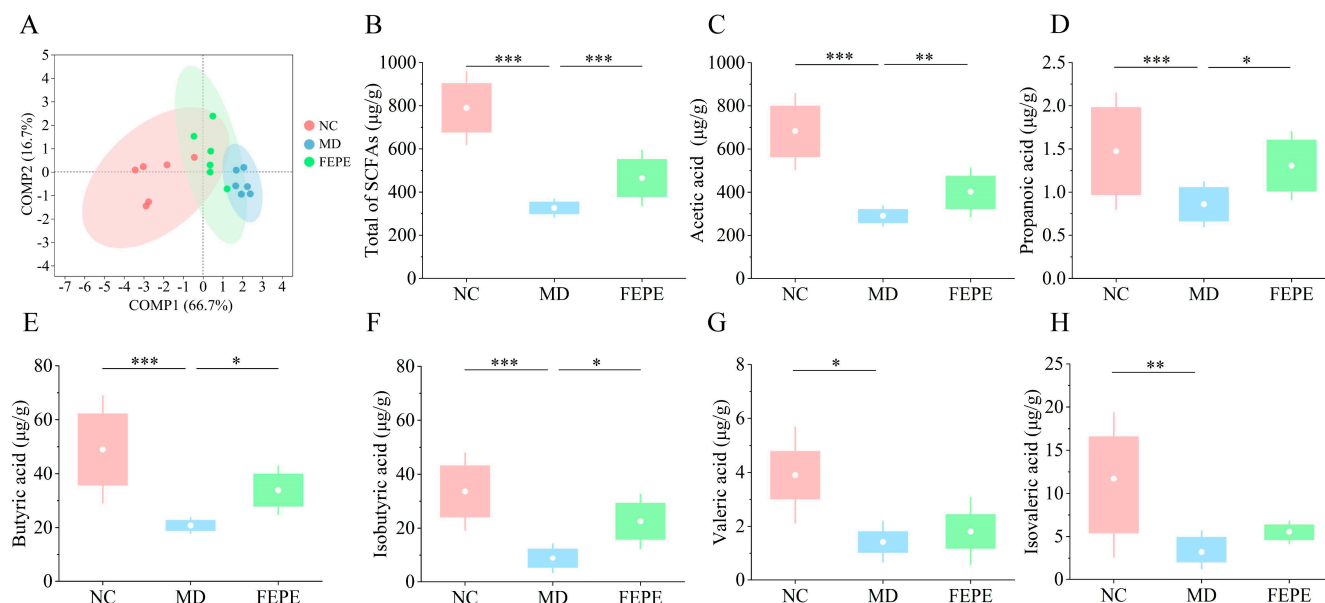 A
COMP2 (16.7%)
5
4
3
2
1
0
-1
-2
-3
-4
-7 -6 -5 -4 -3 -2 -1 0 1 2 3 4
COMP1 (66.7%)
NC
MD
FEPE
B
Total of SCFAs (μg/g)
1000
800
600
400
200
0
*** ***
NC MD FEPE
C
Acetic acid (μg/g)
1000
800
600
400
200
0
*** **
NC MD FEPE
D
Propanoic acid (μg/g)
2.5
2.0
1.5
1.0
0.5
0.0
*** *
NC MD FEPE
E
Butyric acid (μg/g)
80
60
40
20
0
*** *
NC MD FEPE
F
Isobutyric acid (μg/g)
80
60
40
20
0
*** *
NC MD FEPE
G
Valeric acid (μg/g)
8
6
4
2
0
*
NC MD FEPE
H
Isovaleric acid (μg/g)
25
20
15
10
5
0
**
NC MD FEPE